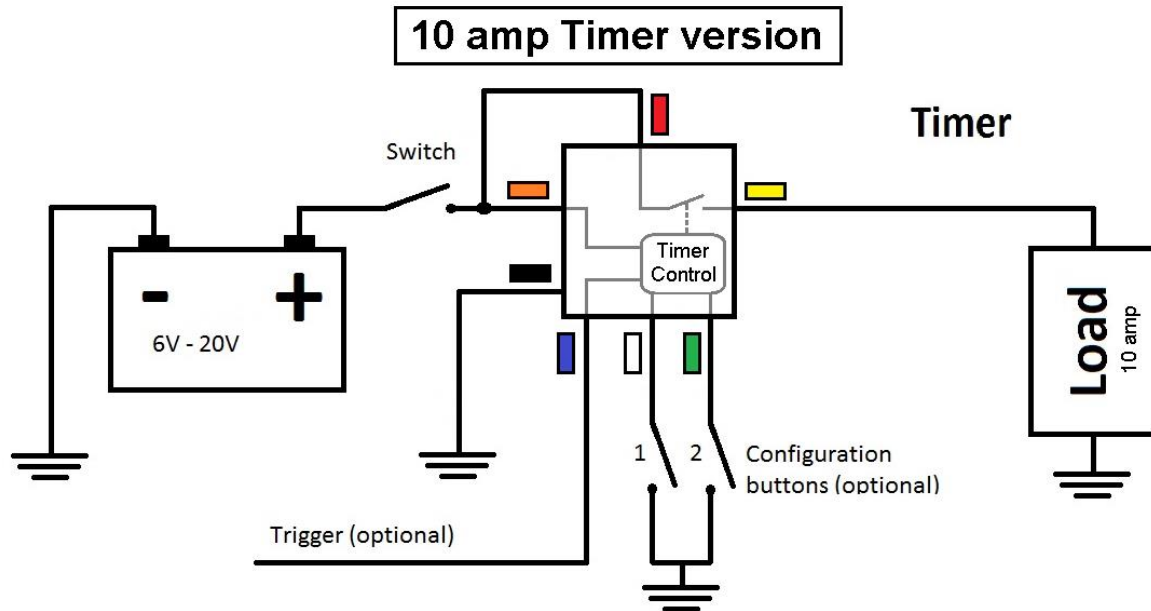 10 amp Timer version
Timer
Switch
- +
6V - 20V
Timer
Control
Load
10 amp
1 2
Configuration
buttons (optional)
Trigger (optional)